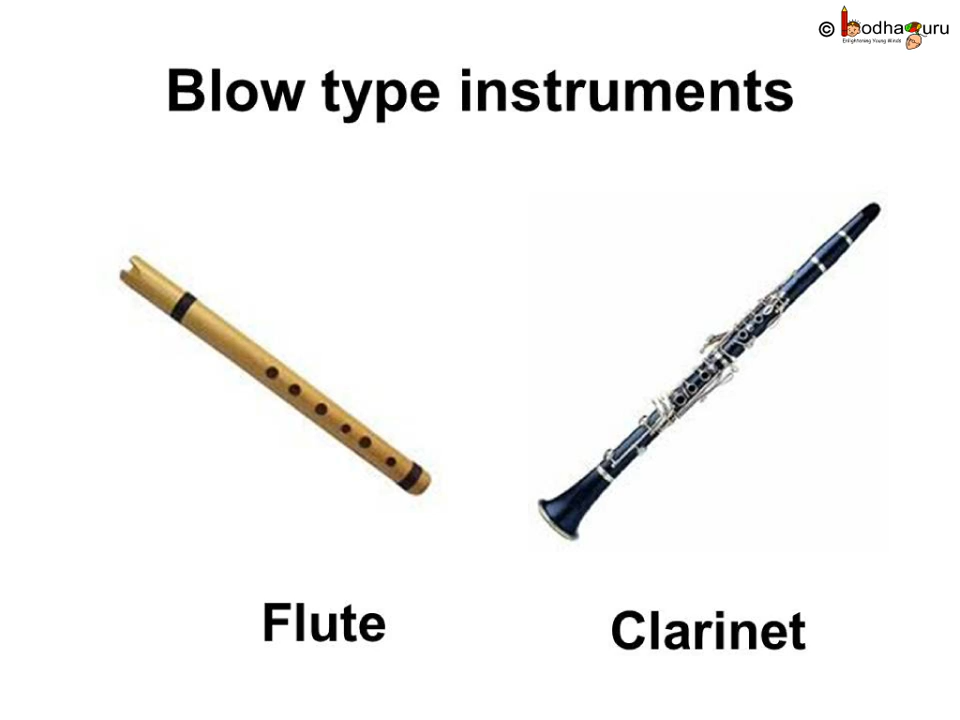 © bodhaguru
Enlightening Young Minds
Blow type instruments
Flute
Clarinet